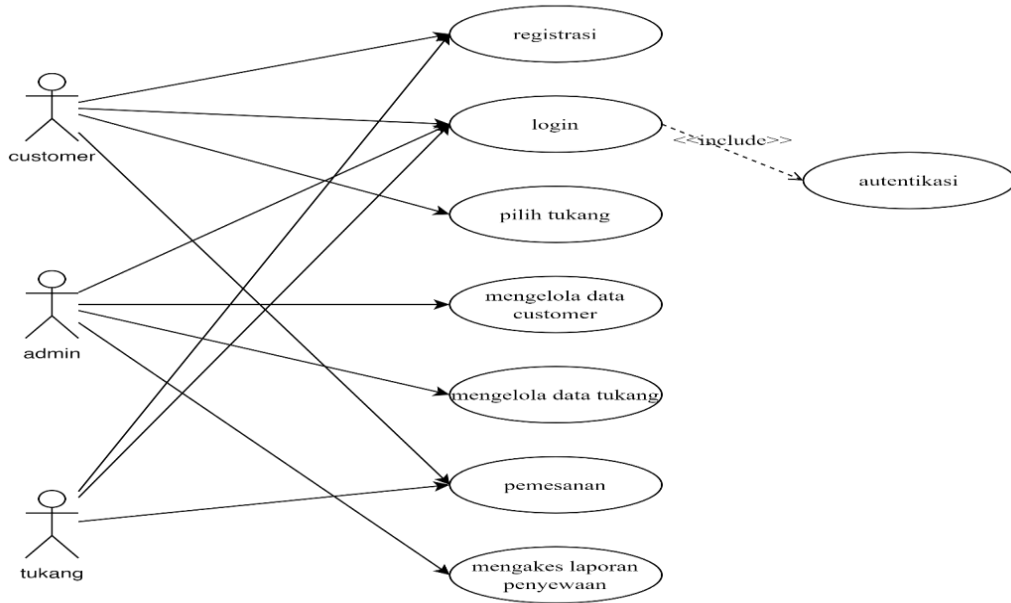 registrasi
customer
login
<<include>>
autentikasi
pilih tukang
admin
mengelola data
customer
mengelola data tukang
tukang
pemesanan
mengakes laporan
penyewaan